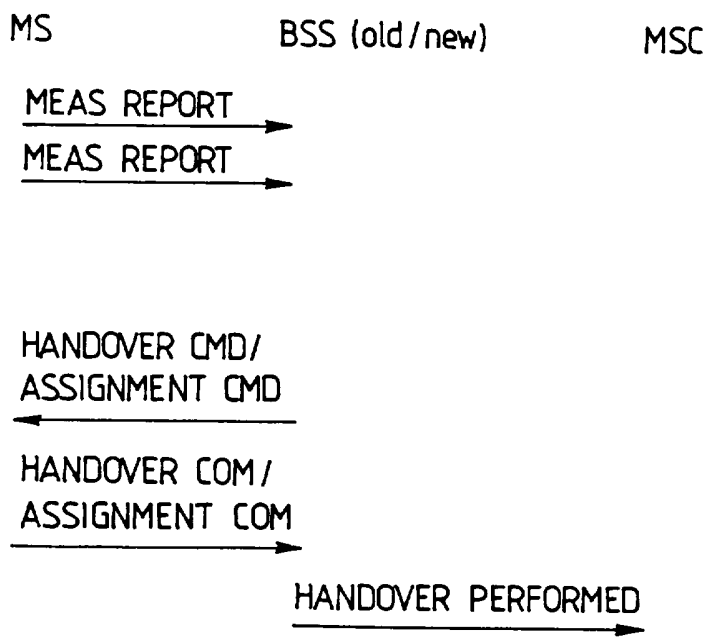 MS BSS (old/new) MSC
MEAS REPORT
MEAS REPORT
HANDOVER CMD/
ASSIGNMENT CMD
HANDOVER COM/
ASSIGNMENT COM
HANDOVER PERFORMED